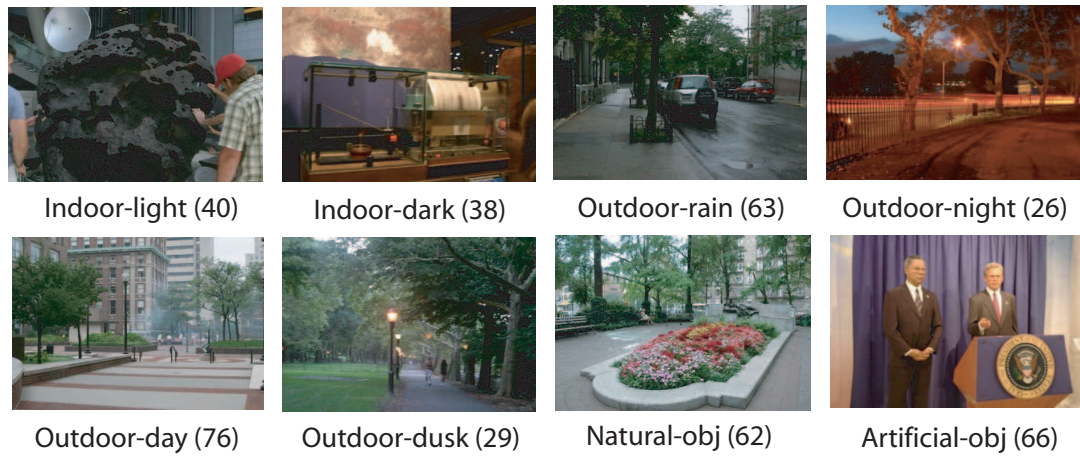 Indoor-light (40)
Indoor-dark (38)
Outdoor-rain (63)
Outdoor-night (26)
Outdoor-day (76)
Outdoor-dusk (29)
Natural-obj (62)
Artificial-obj (66)